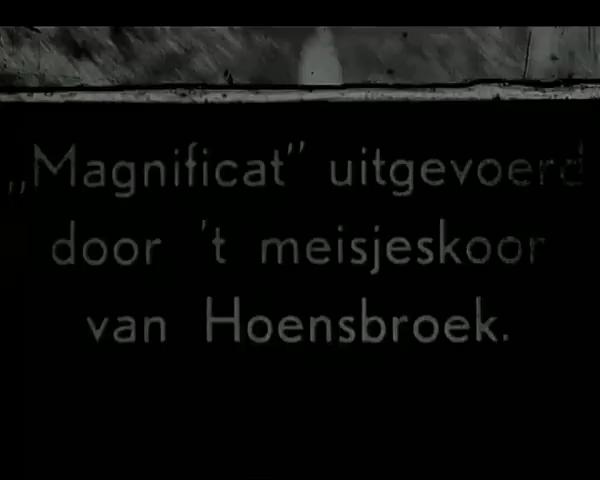 „Magnificat” uitgevoerd
door 't meisjeskoor
van Hoensbroek.